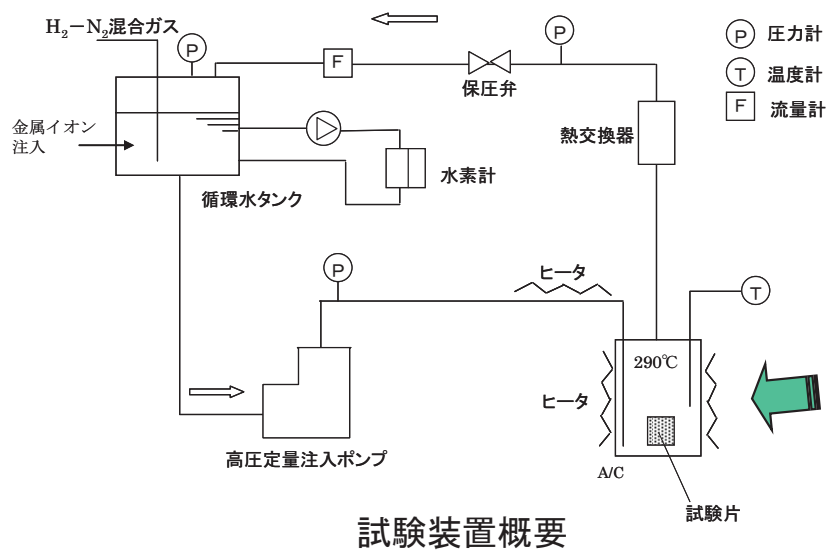 H₂－N₂混合ガス
P
P
P 圧力計
T 温度計
F 流量計
F
保圧弁
熱交換器
金属イオン
注入
水素計
循環水タンク
P
ヒータ
T
290℃
ヒータ
高圧定量注入ポンプ
A/C
試験片
試験装置概要